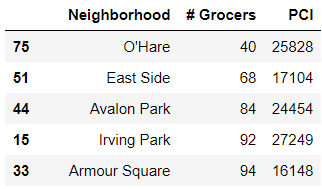 Neighborhood # Grocers PCI
75 O'Hare 40 25828
51 East Side 68 17104
44 Avalon Park 84 24454
15 Irving Park 92 27249
33 Armour Square 94 16148